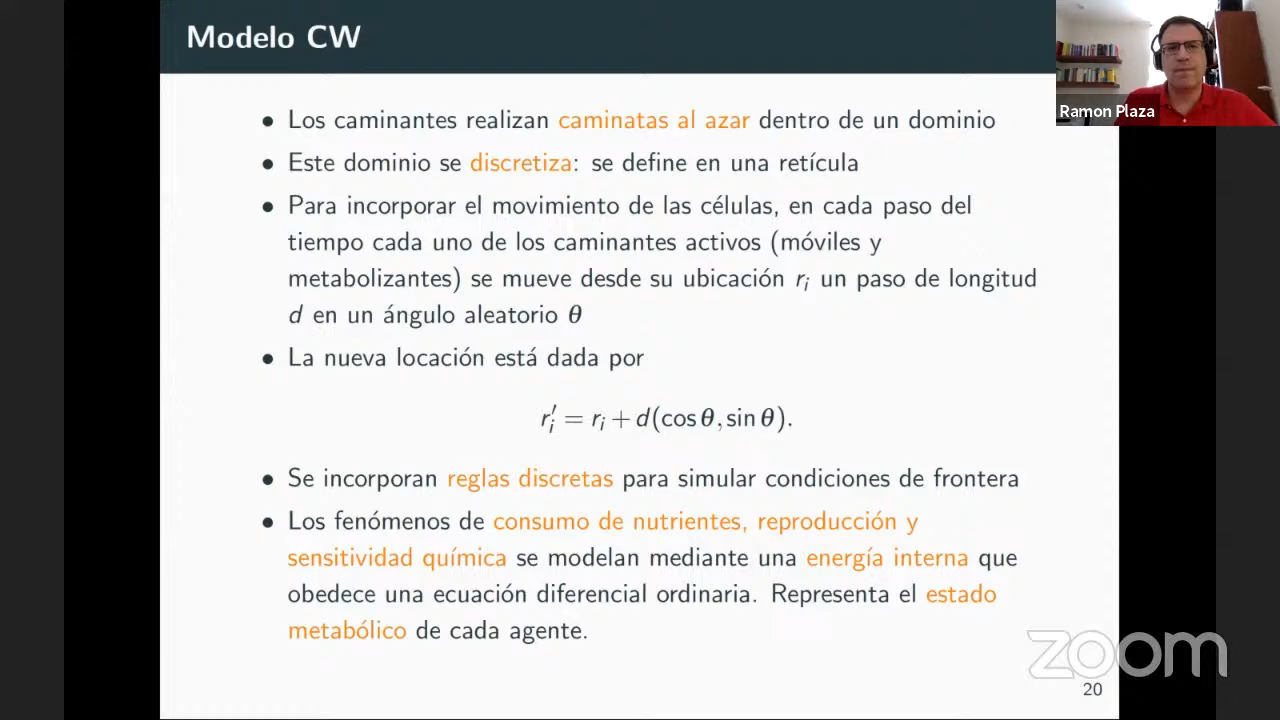 Modelo CW
Ramon Plaza
• Los caminantes realizan caminatas al azar dentro de un dominio
• Este dominio se discretiza: se define en una retícula
• Para incorporar el movimiento de las células, en cada paso del
tiempo cada uno de los caminantes activos (móviles y
metabolizantes) se mueve desde su ubicación rᵢ un paso de longitud
d en un ángulo aleatorio θ
• La nueva locación está dada por
rᵢ′ = rᵢ + d(cos θ, sin θ).
• Se incorporan reglas discretas para simular condiciones de frontera
• Los fenómenos de consumo de nutrientes, reproducción y
sensitividad química se modelan mediante una energía interna que
obedece una ecuación diferencial ordinaria. Representa el estado
metabólico de cada agente.
zoom
20